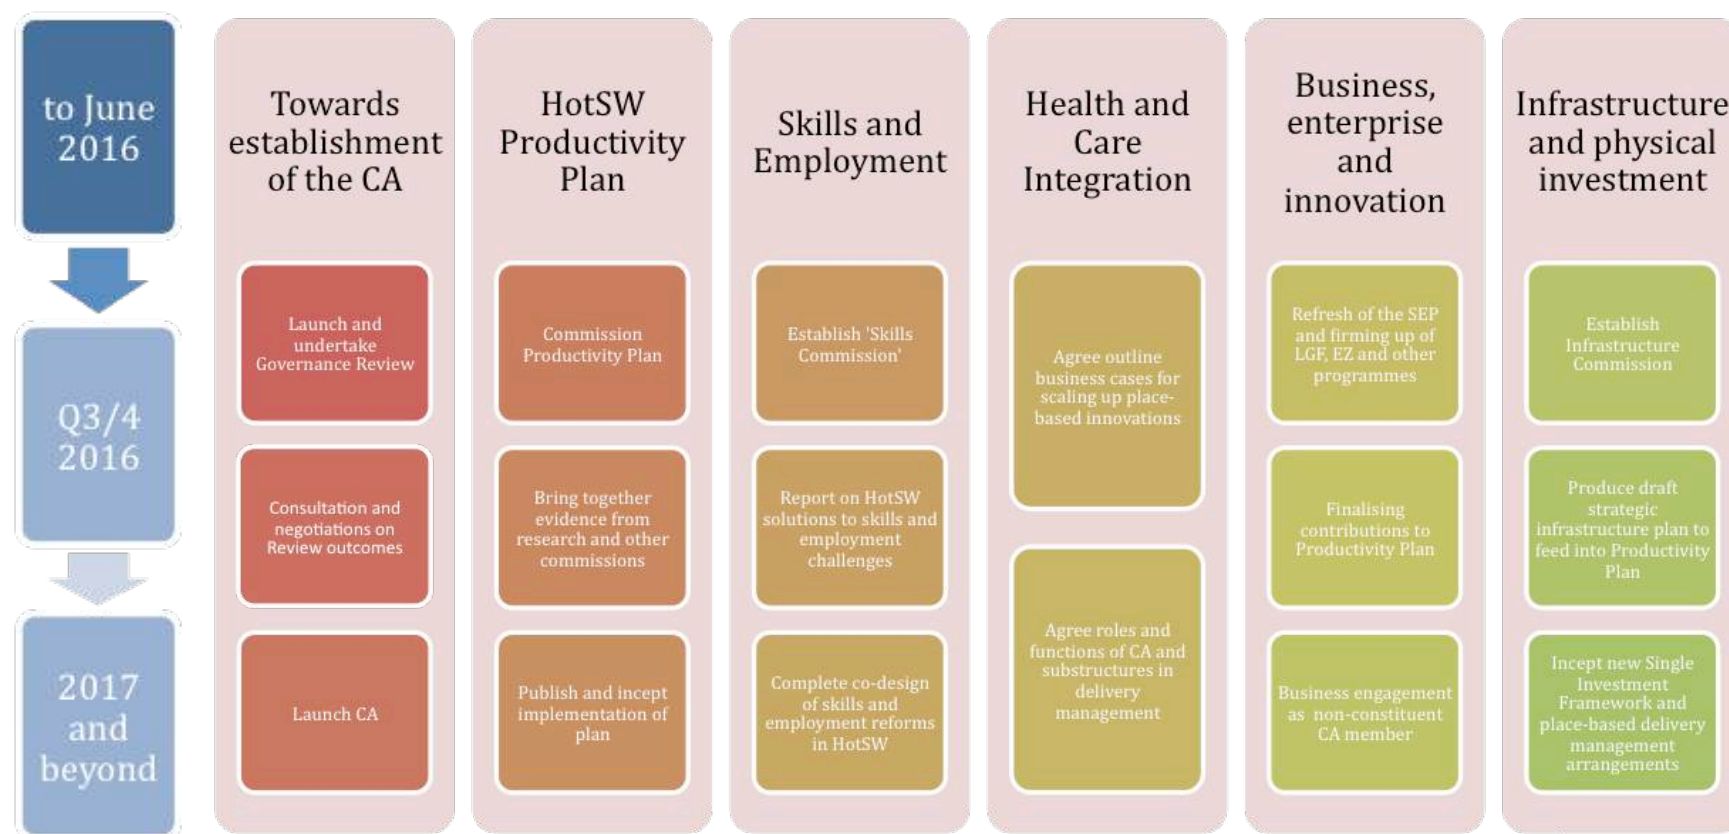 to June
2016
Q3/4
2016
2017
and
beyond
Towards
establishment
of the CA
Launch and
undertake
Governance Review
Consultation and
negotiations on
Review outcomes
Launch CA
HotSW
Productivity
Plan
Commission
Productivity Plan
Bring together
evidence from
research and other
commissions
Publish and incept
implementation of
plan
Skills and
Employment
Establish 'Skills
Commission'
Report on HotSW
solutions to skills and
employment
challenges
Complete co-design
of skills and
employment reforms
in HotSW
Health and
Care
Integration
Agree outline
business cases for
scaling up place-
based innovations
Agree roles and
functions of CA and
substructures in
delivery
management
Business,
enterprise
and
innovation
Refresh of the SEP
and firming up of
LGF, EZ and other
programmes
Finalising
contributions to
Productivity Plan
Business engagement
as non-constituent
CA member
Infrastructure
and physical
investment
Establish
Infrastructure
Commission
Produce draft
strategic
infrastructure plan to
feed into Productivity
Plan
Incept new Single
Investment
Framework and
place-based delivery
management
arrangements